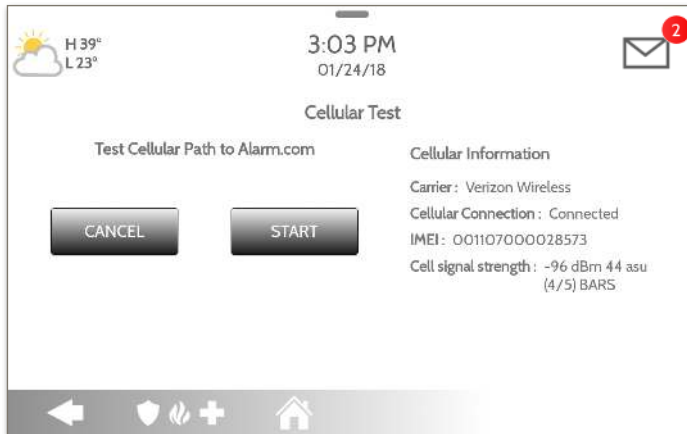 H 39°
L 23°
3:03 PM
01/24/18
2
Cellular Test
Test Cellular Path to Alarm.com
CANCEL
START
Cellular Information
Carrier : Verizon Wireless
Cellular Connection : Connected
IMEI : 001107000028573
Cell signal strength : -96 dBm 44 asu
(4/5) BARS